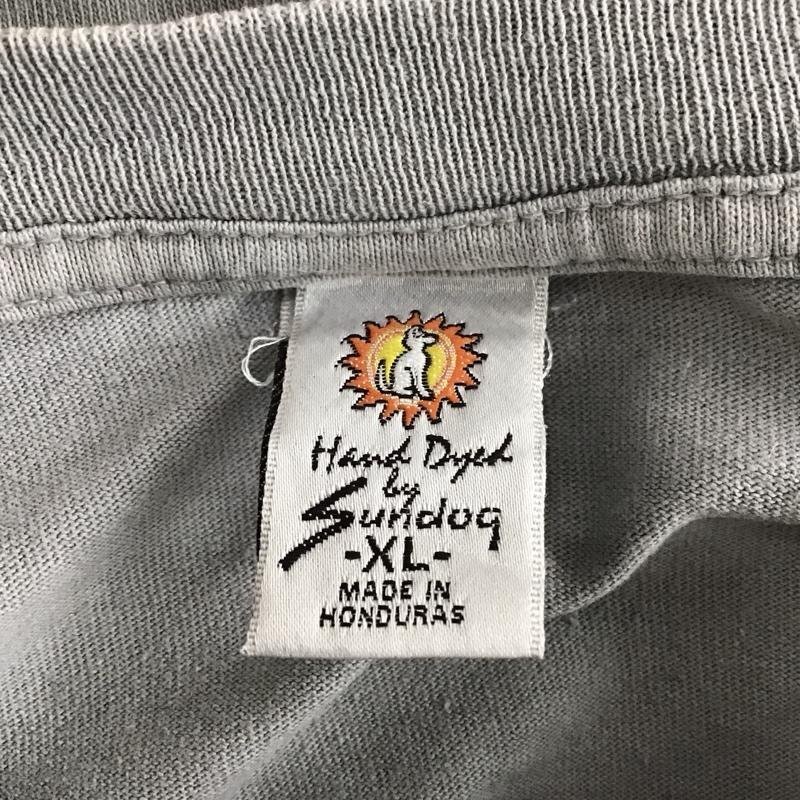 Hand Dyed
by
Sundog
-XL-
MADE IN
HONDURAS